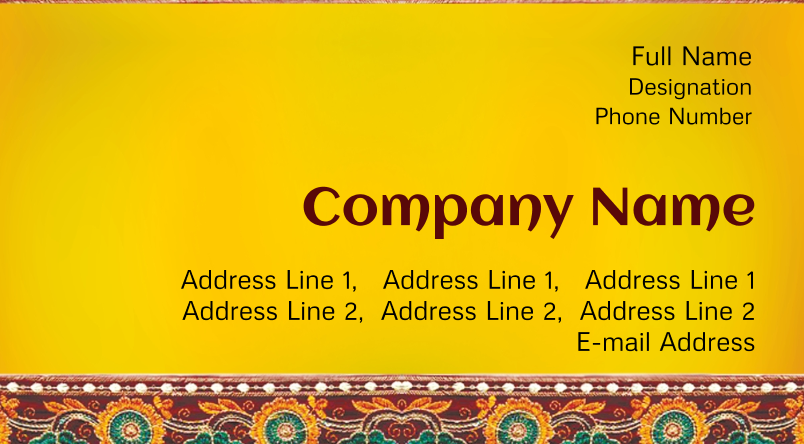 Full Name
Designation
Phone Number
Company Name
Address Line 1, Address Line 1, Address Line 1
Address Line 2, Address Line 2, Address Line 2
E-mail Address